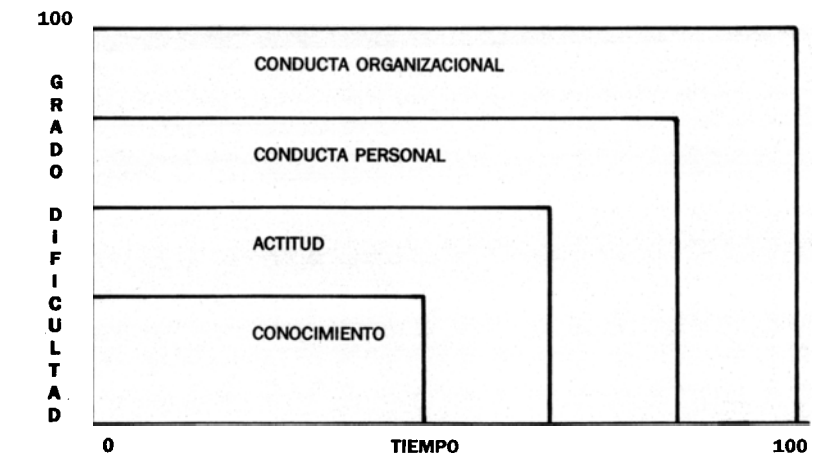 100
GRADO DIFICULTAD
CONDUCTA ORGANIZACIONAL
CONDUCTA PERSONAL
ACTITUD
CONOCIMIENTO
0 TIEMPO 100